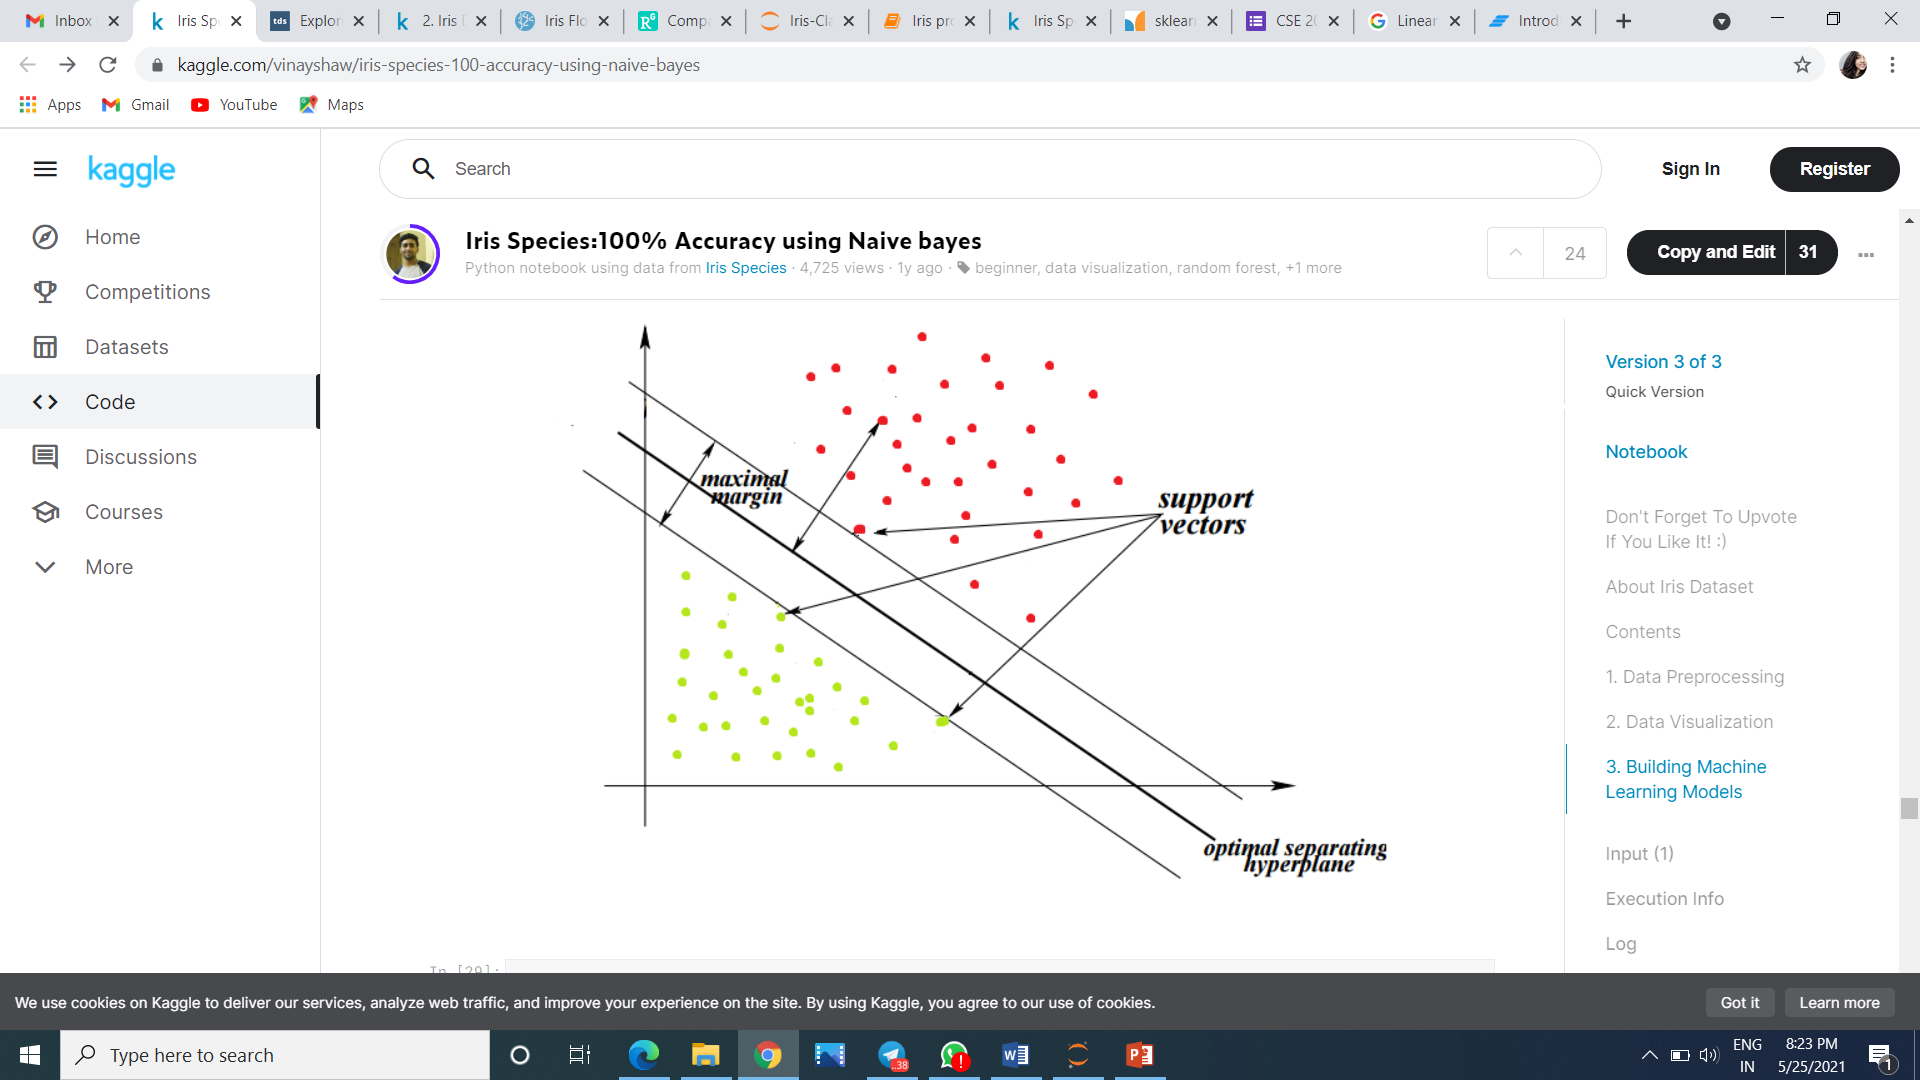 Inbox
Iris Sp
tds
Explor
2. Iris
Iris Flo
Comp
Iris-Cla
Iris pr
Iris Sp
sklear
CSE 20
Linear
Introd
kaggle.com/vinayshaw/iris-species-100-accuracy-using-naive-bayes
Apps Gmail YouTube Maps
kaggle
Search
Sign In
Register
Home
Competitions
Datasets
Code
Discussions
Courses
More
Iris Species:100% Accuracy using Naive bayes
Python notebook using data from Iris Species · 4,725 views · 1y ago · beginner, data visualization, random forest, +1 more
24
Copy and Edit 31
maximal
margin
support
vectors
optimal separating
hyperplane
Version 3 of 3
Quick Version
Notebook
Don't Forget To Upvote
If You Like It! :)
About Iris Dataset
Contents
1. Data Preprocessing
2. Data Visualization
3. Building Machine
Learning Models
Input (1)
Execution Info
Log
In [29]:
We use cookies on Kaggle to deliver our services, analyze web traffic, and improve your experience on the site. By using Kaggle, you agree to our use of cookies.
Got it
Learn more
Type here to search
38
ENG
IN
8:23 PM
5/25/2021
1